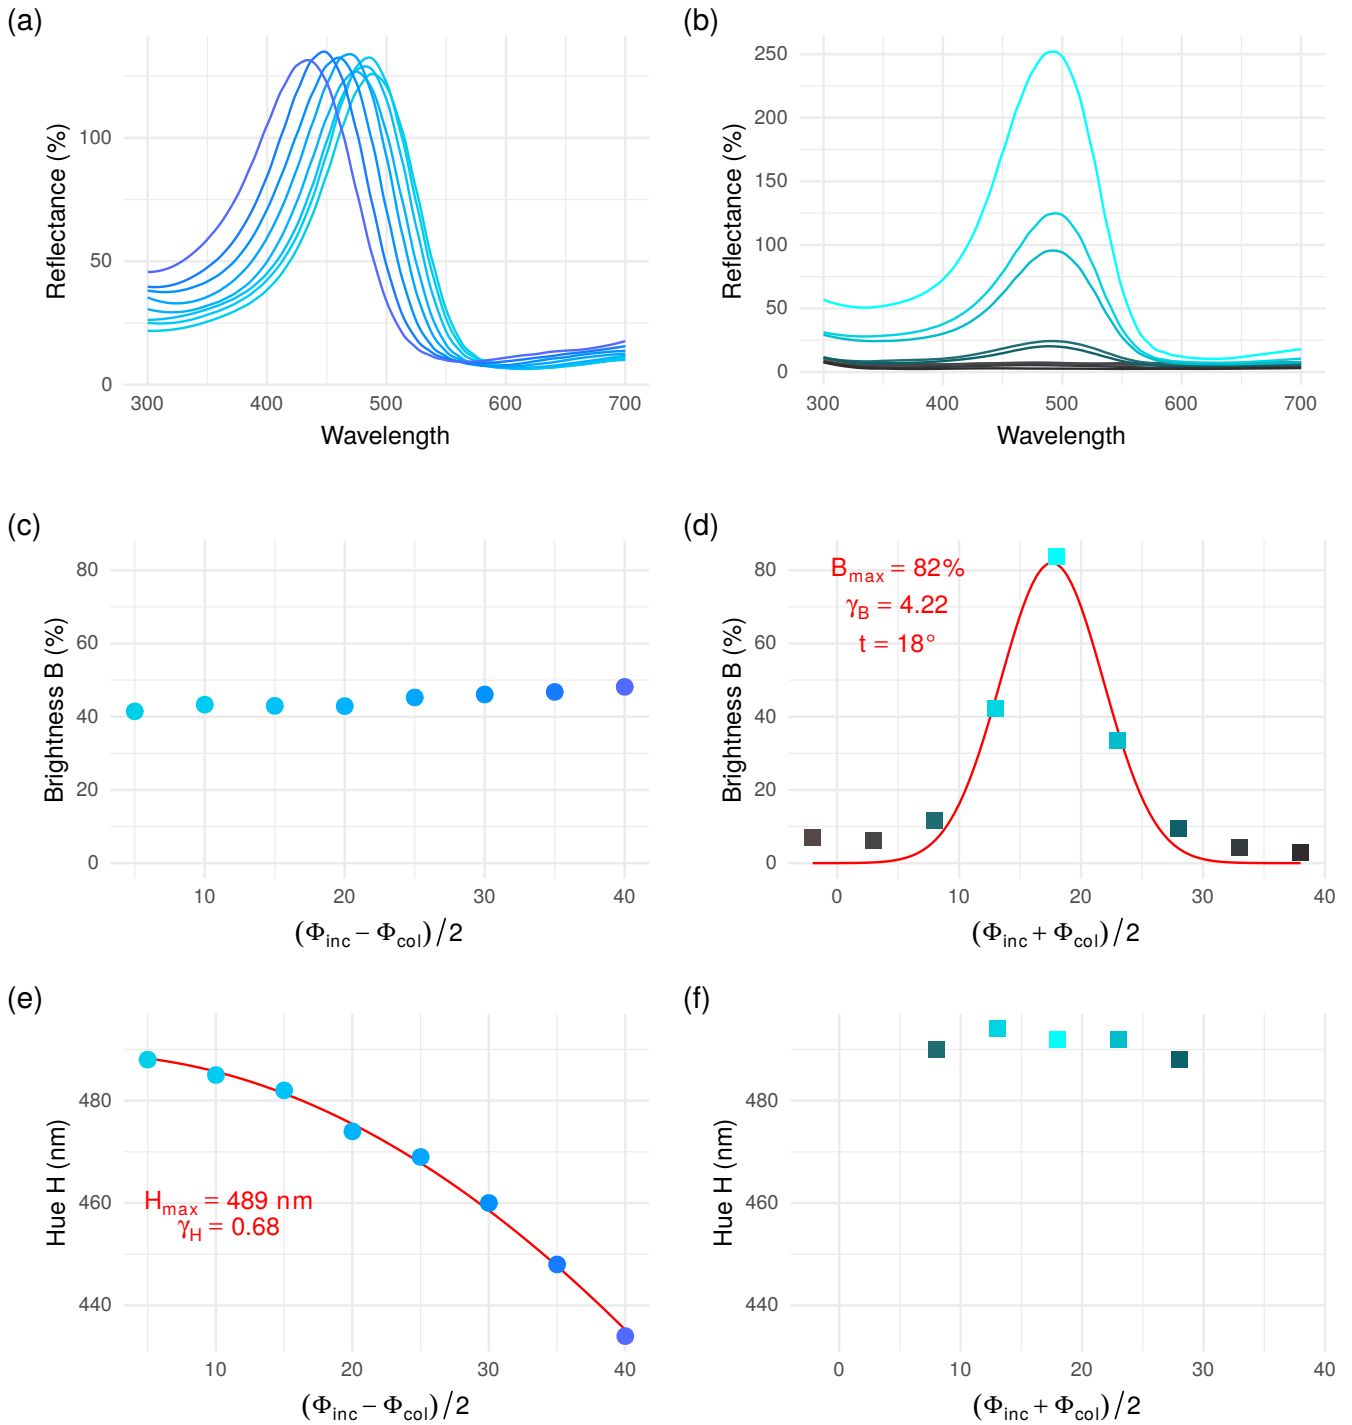 (a)
Reflectance (%)
100
50
0
300 400 500 600 700
Wavelength
(b)
Reflectance (%)
250
200
150
100
50
0
300 400 500 600 700
Wavelength
(c)
Brightness B (%)
80
60
40
20
0
10 20 30 40
(Φinc − Φcol)/2
(d)
Brightness B (%)
80
60
40
20
0
Bmax = 82%
γB = 4.22
t = 18°
0 10 20 30 40
(Φinc + Φcol)/2
(e)
Hue H (nm)
480
460
440
Hmax = 489 nm
γH = 0.68
10 20 30 40
(Φinc − Φcol)/2
(f)
Hue H (nm)
480
460
440
0 10 20 30 40
(Φinc + Φcol)/2